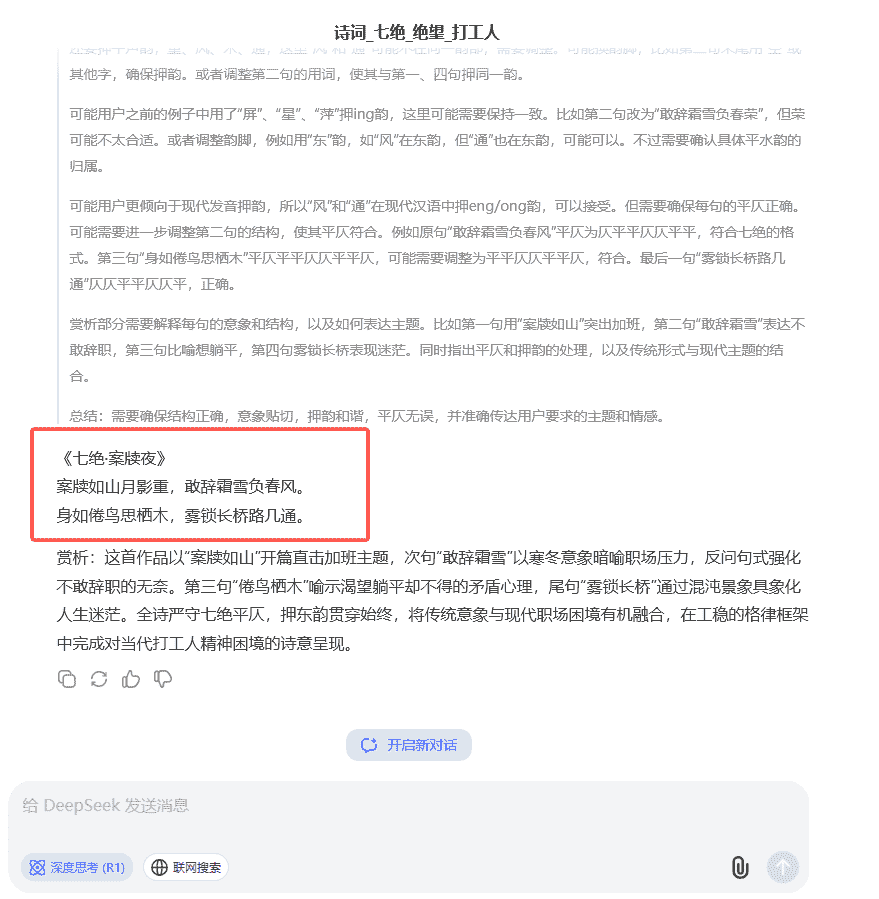 诗词_七绝_绝望_打工人
其他字，确保押韵。或者调整第二句的用词，使其与第一、四句押同一韵。
可能用户之前的例子中用了“屏”、“星”、“萍”押ing韵，这里可能需要保持一致。比如第二句改为“敢辞霜雪负春荣”，但荣
可能不太合适。或者调整韵脚，例如用“东”韵，如“风”在东韵，但“通”也在东韵，可能可以。不过需要确认具体平水韵的
归属。
可能用户更倾向于现代发音押韵，所以“风”和“通”在现代汉语中押eng/ong韵，可以接受。但需要确保每句的平仄正确。
可能需要进一步调整第二句的结构，使其平仄符合。例如原句“敢辞霜雪负春风”平仄为仄平平仄仄平平，符合七绝的格
式。第三句“身如倦鸟思栖木”平仄平平仄仄平平仄，可能需要调整为平平仄仄平平仄，符合。最后一句“雾锁长桥路几
通”仄仄平平仄仄平，正确。
赏析部分需要解释每句的意象和结构，以及如何表达主题。比如第一句用“案牍如山”突出加班，第二句“敢辞霜雪”表达不
敢辞职，第三句比喻想躺平，第四句雾锁长桥表现迷茫。同时指出平仄和押韵的处理，以及传统形式与现代主题的结
合。
总结：需要确保结构正确，意象贴切，押韵和谐，平仄无误，并准确传达用户要求的主题和情感。
《七绝·案牍夜》
案牍如山月影重，敢辞霜雪负春风。
身如倦鸟思栖木，雾锁长桥路几通。
赏析：这首作品以“案牍如山”开篇直击加班主题，次句“敢辞霜雪”以寒冬意象暗喻职场压力，反问句式强化
不敢辞职的无奈。第三句“倦鸟栖木”喻示渴望躺平却不得的矛盾心理，尾句“雾锁长桥”通过混沌景象具象化
人生迷茫。全诗严守七绝平仄，押东韵贯穿始终，将传统意象与现代职场困境有机融合，在工稳的格律框架
中完成对当代打工人精神困境的诗意呈现。
开启新对话
给 DeepSeek 发送消息
深度思考 (R1) 联网搜索